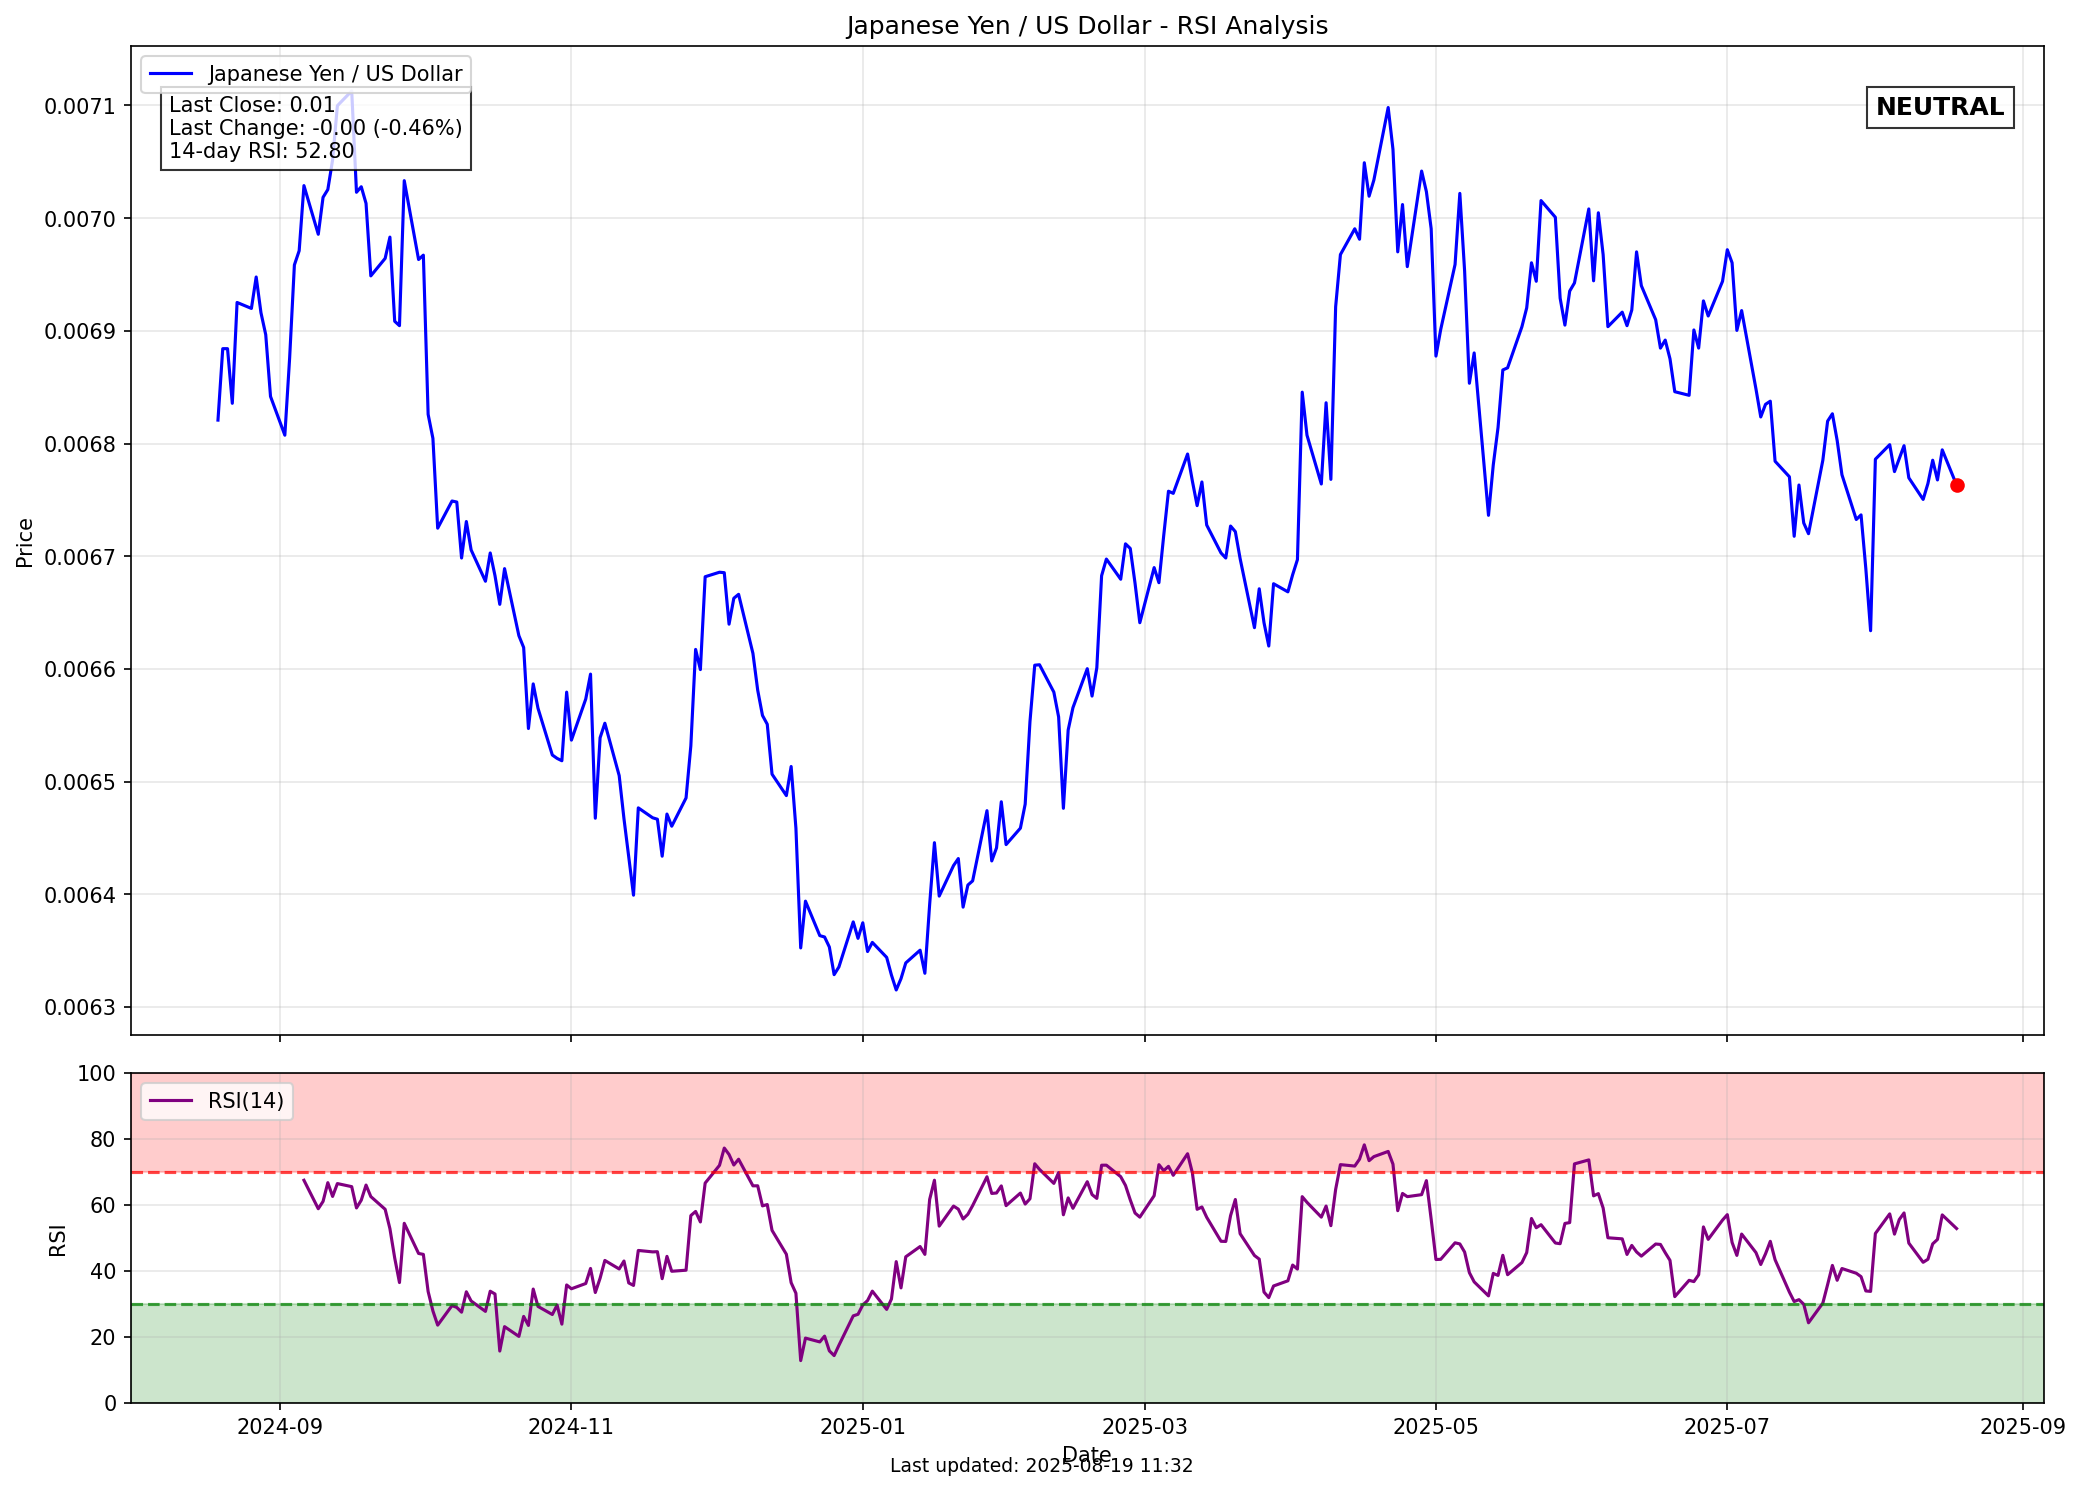 Japanese Yen / US Dollar - RSI Analysis
Japanese Yen / US Dollar
Last Close: 0.01
Last Change: -0.00 (-0.46%)
14-day RSI: 52.80
NEUTRAL
0.0071
0.0070
0.0069
0.0068
0.0067
0.0066
0.0065
0.0064
0.0063
Price
RSI(14)
100
80
60
40
20
0
RSI
2024-09 2024-11 2025-01 2025-03 2025-05 2025-07 2025-09
Date
Last updated: 2025-08-19 11:32